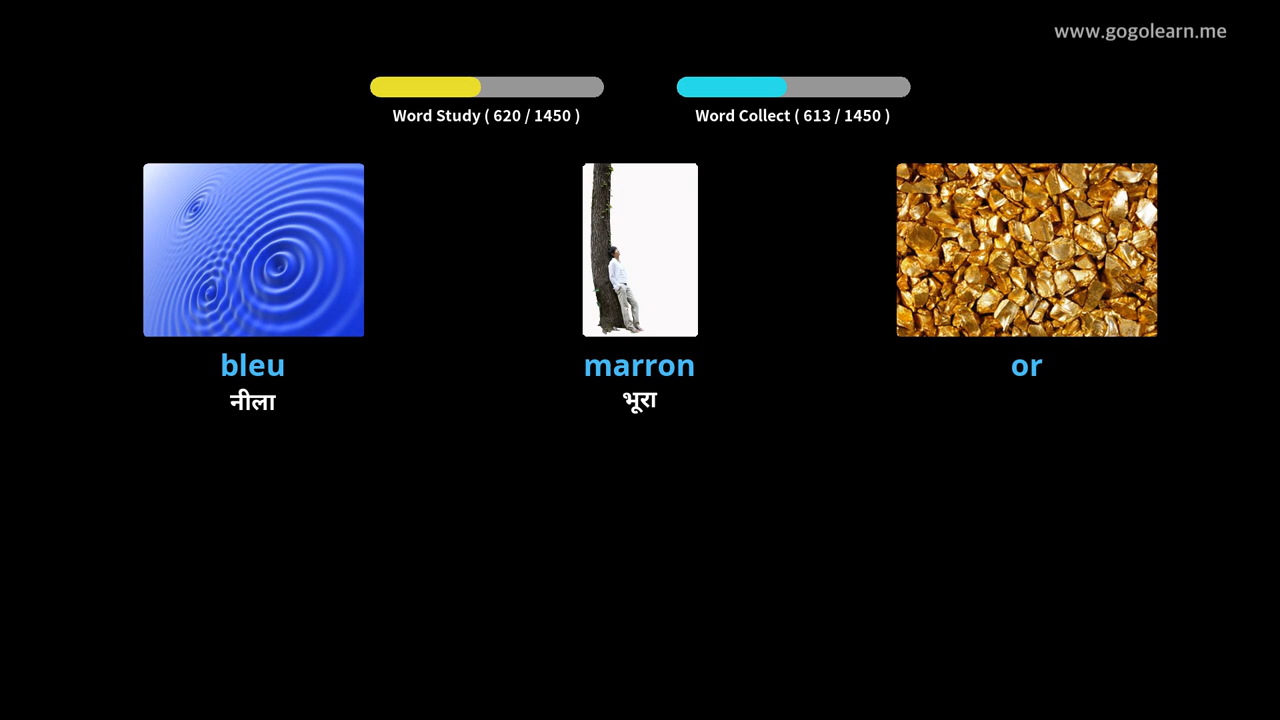 www.gogolearn.me
Word Study ( 620 / 1450 )
Word Collect ( 613 / 1450 )
bleu
नीला
marron
भूरा
or